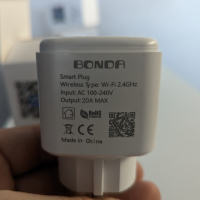 BONDA
Smart Plug
Wireless Type: Wi-Fi 2.4GHz
Input: AC 100-240V
Output: 20A MAX
RoHS
Made in China